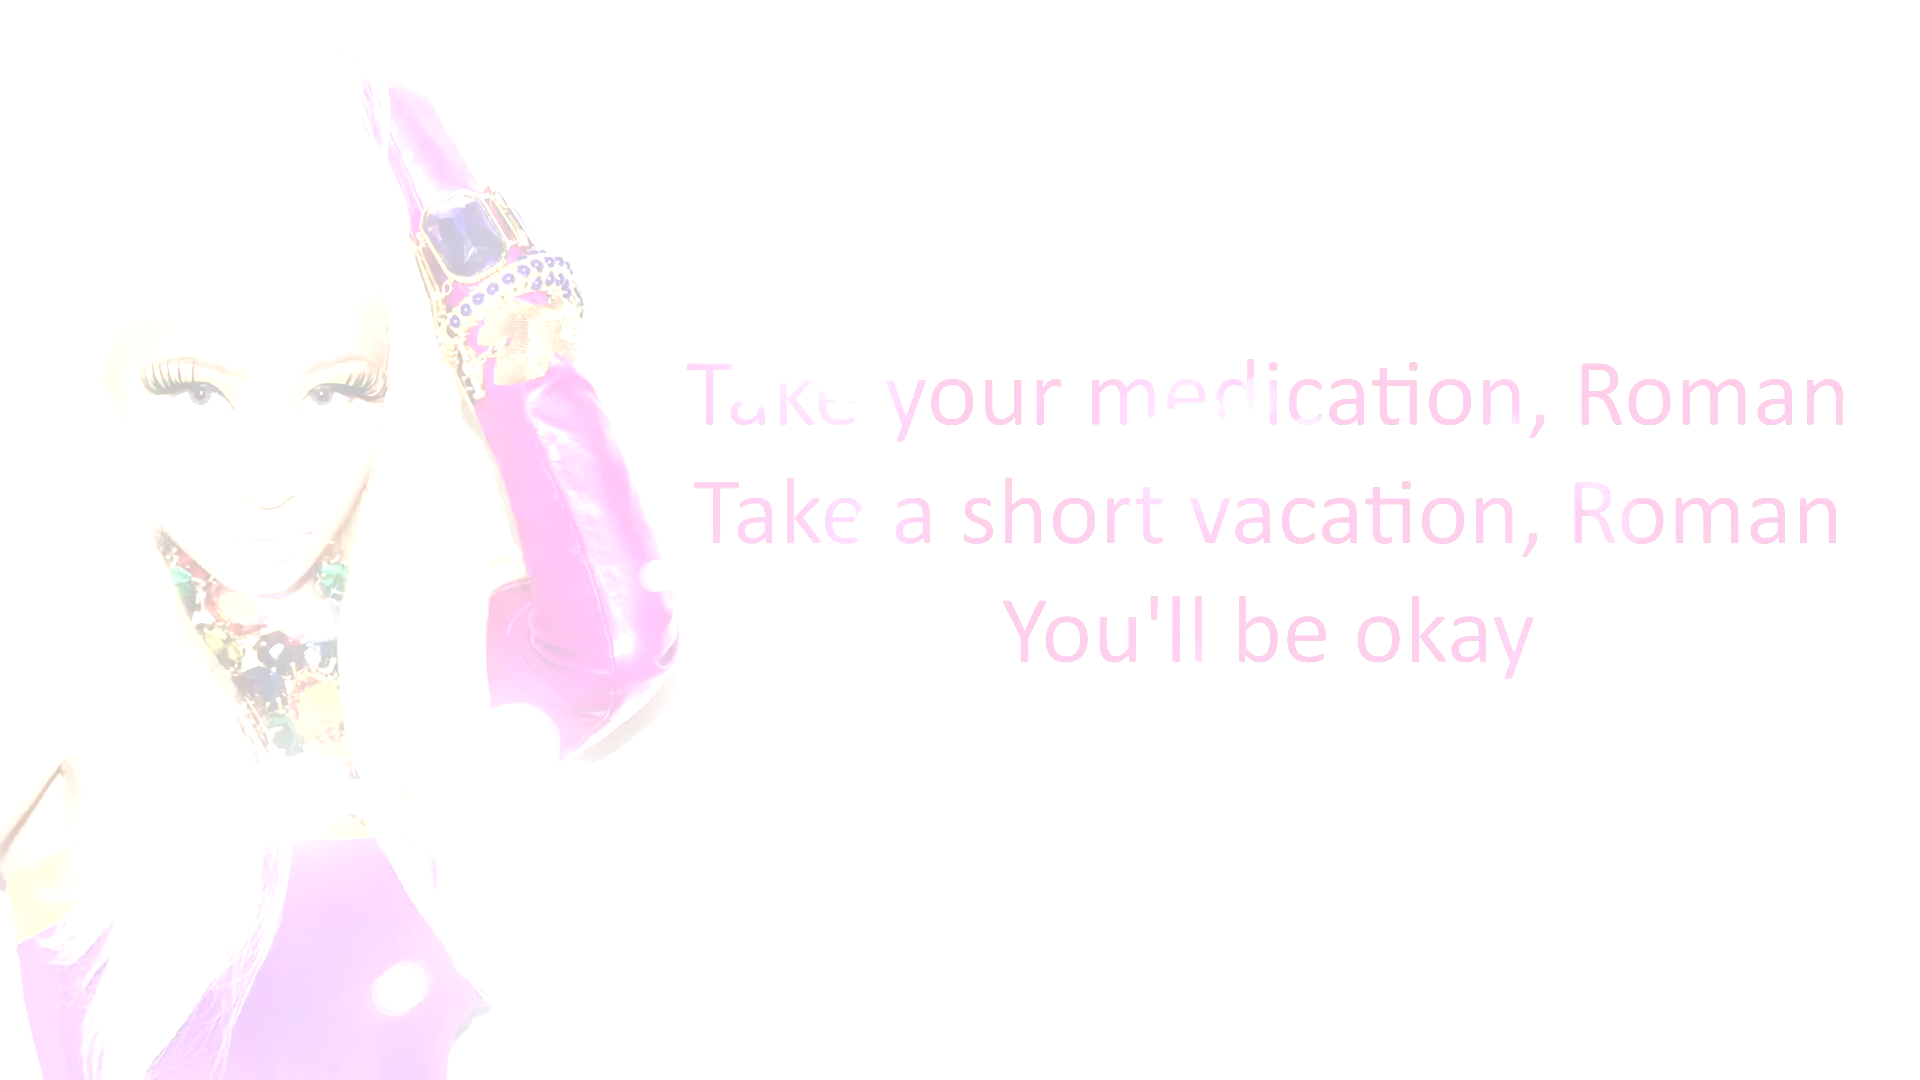 Take your medication, Roman
Take a short vacation, Roman
You'll be okay